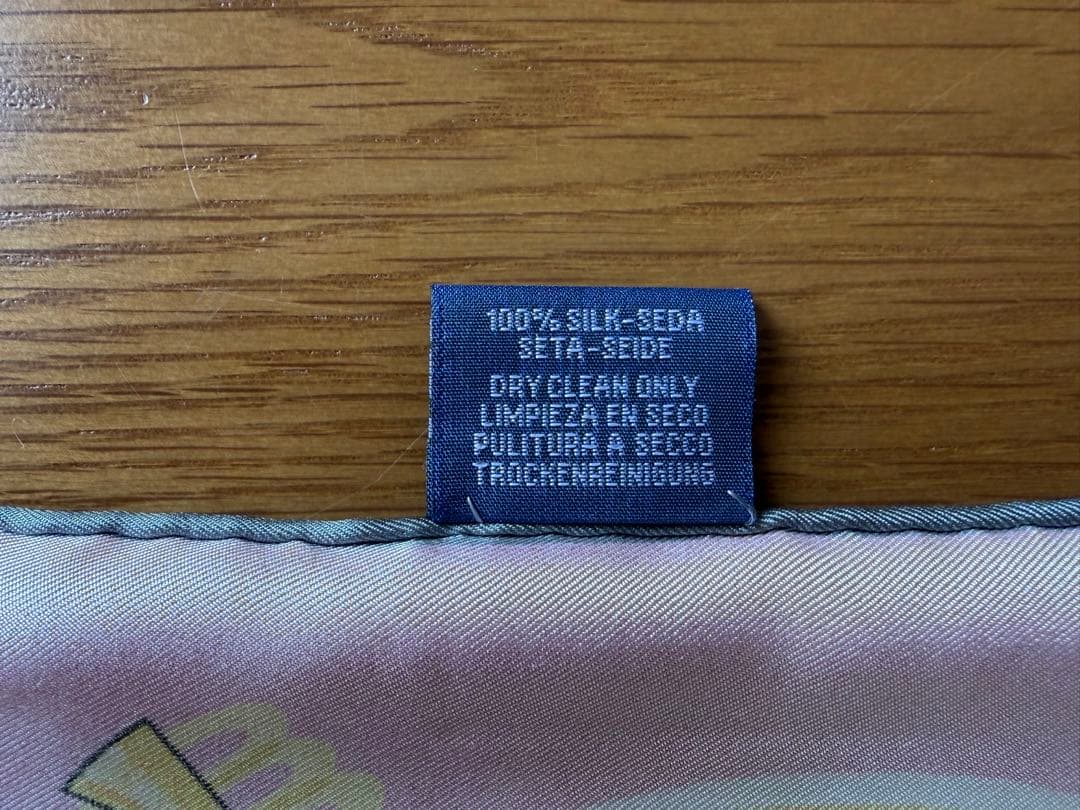 100% SILK-SEDA
SETA-SEIDE
DRY CLEAN ONLY
LIMPIEZA EN SECO
PULITURA A SECCO
TROCKENREINIGUNG